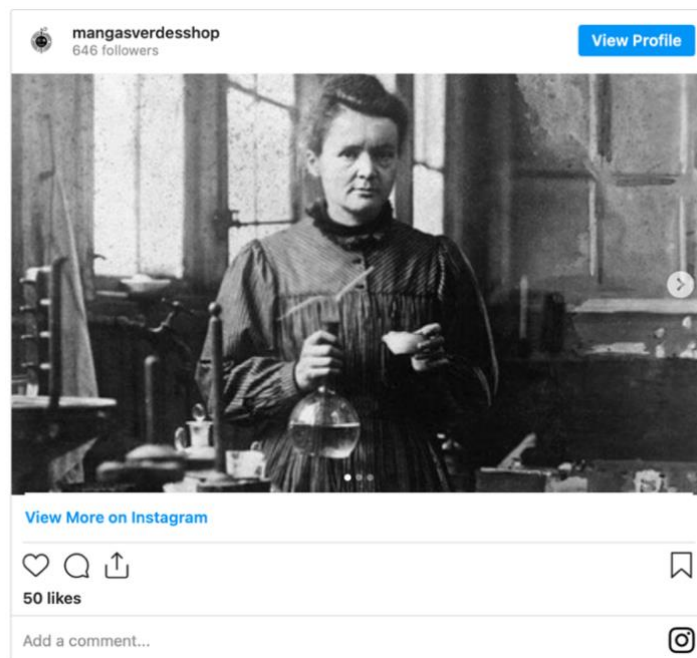 mangasverdesshop
646 followers
View Profile
View More on Instagram
50 likes
Add a comment...